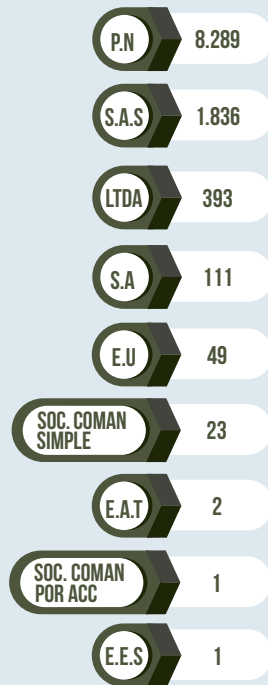 P.N 8.289
S.A.S 1.836
LTDA 393
S.A 111
E.U 49
SOC. COMAN
SIMPLE 23
E.A.T 2
SOC. COMAN
POR ACC 1
E.E.S 1